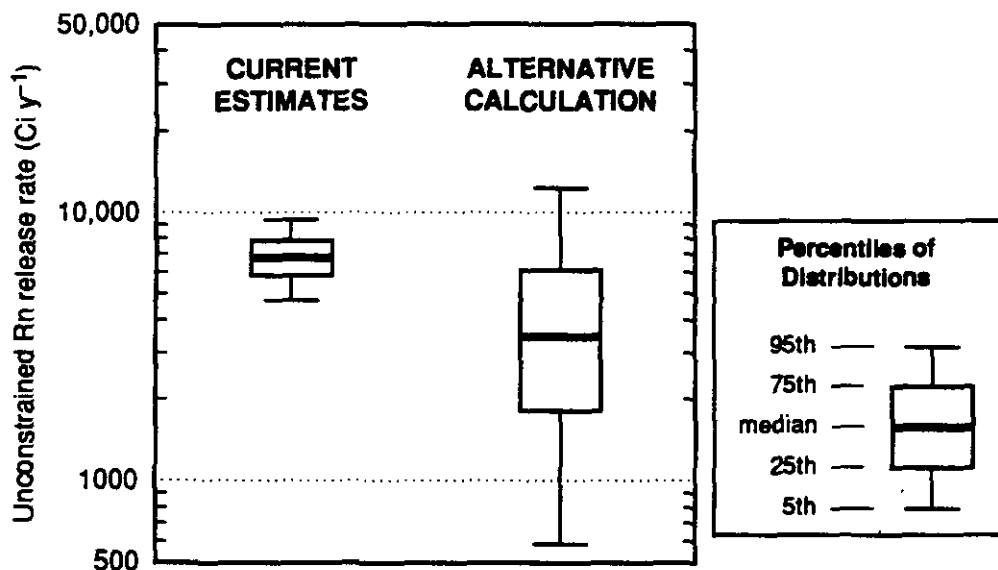 Unconstrained Rn release rate (Ci y⁻¹)
50,000
10,000
1000
500
CURRENT
ESTIMATES
ALTERNATIVE
CALCULATION
Percentiles of
Distributions
95th
75th
median
25th
5th